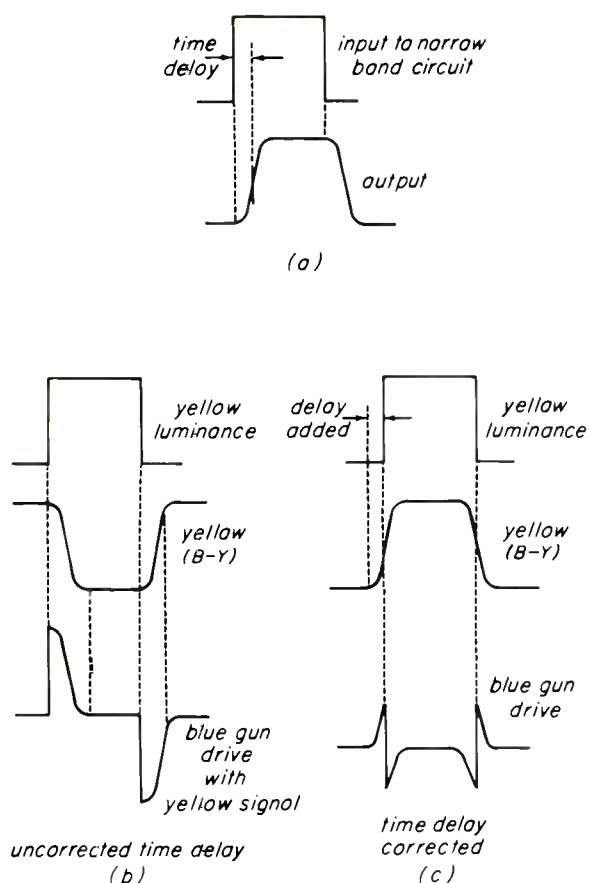 time
delay
input to narrow
band circuit
output
(a)
yellow
luminance
yellow
(B-Y)
blue gun
drive
with
yellow signal
uncorrected time delay
(b)
delay
added
yellow
luminance
yellow
(B-Y)
blue gun
drive
time delay
corrected
(c)